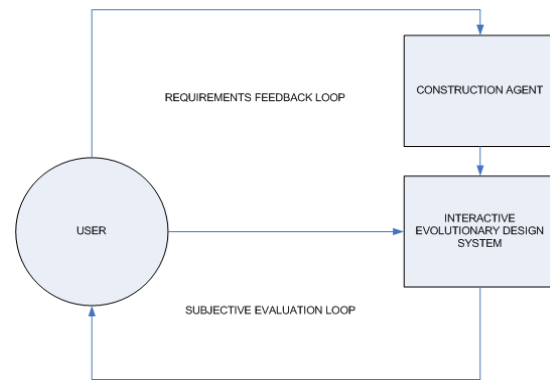 CONSTRUCTION AGENT
REQUIREMENTS FEEDBACK LOOP
USER
INTERACTIVE
EVOLUTIONARY DESIGN
SYSTEM
SUBJECTIVE EVALUATION LOOP